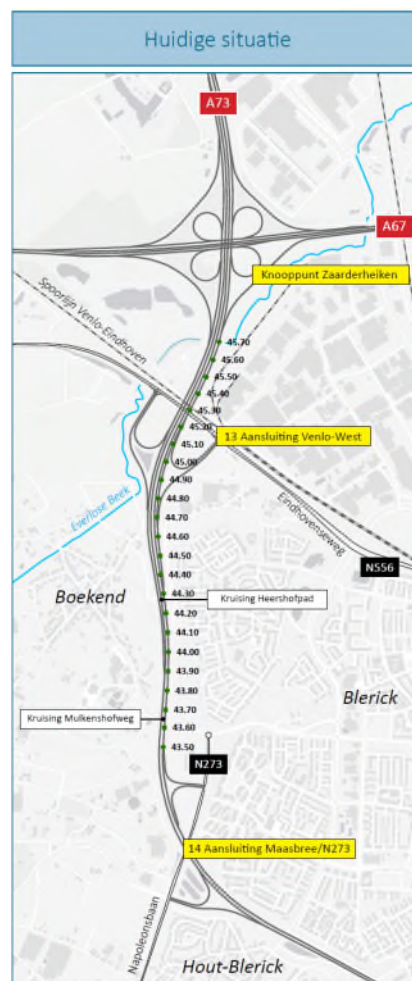 Huidige situatie
A73
A67
Knooppunt Zaarderheiken
Spoorlijn Venlo-Eindhoven
45.70
45.60
45.50
45.40
45.30
45.20
13 Aansluiting Venlo-West
45.10
45.00
44.90
44.80
44.70
Everlose Beek
Eindhovenseweg
44.60
44.50
N556
44.40
Boekend
44.30
Kruising Heershofpad
44.20
44.10
44.00
43.90
43.80
Blerick
43.70
Kruising Mulkenshofweg
43.60
43.50
N273
14 Aansluiting Maasbree/N273
Napoleonsbaan
Hout-Blerick